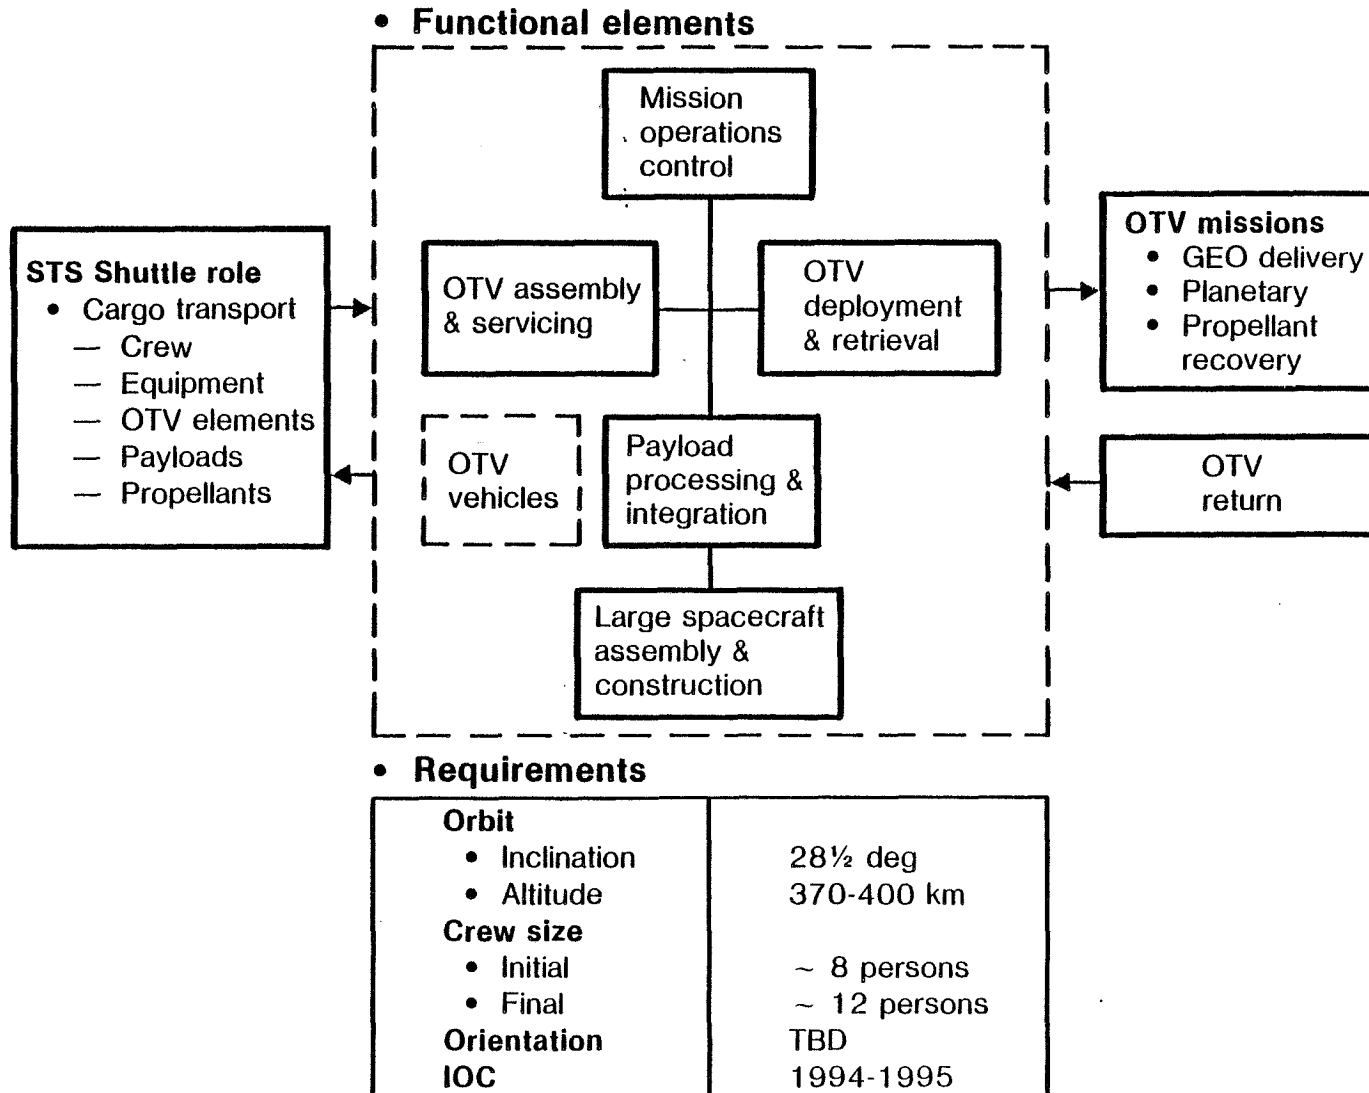 • Functional elements
Mission
operations
control
STS Shuttle role
• Cargo transport
— Crew
— Equipment
— OTV elements
— Payloads
— Propellants
OTV assembly
& servicing
OTV
deployment
& retrieval
OTV missions
• GEO delivery
• Planetary
• Propellant
recovery
OTV
vehicles
Payload
processing &
integration
OTV
return
Large spacecraft
assembly &
construction
• Requirements
Orbit
• Inclination 28½ deg
• Altitude 370-400 km
Crew size
• Initial ~ 8 persons
• Final ~ 12 persons
Orientation TBD
IOC 1994-1995